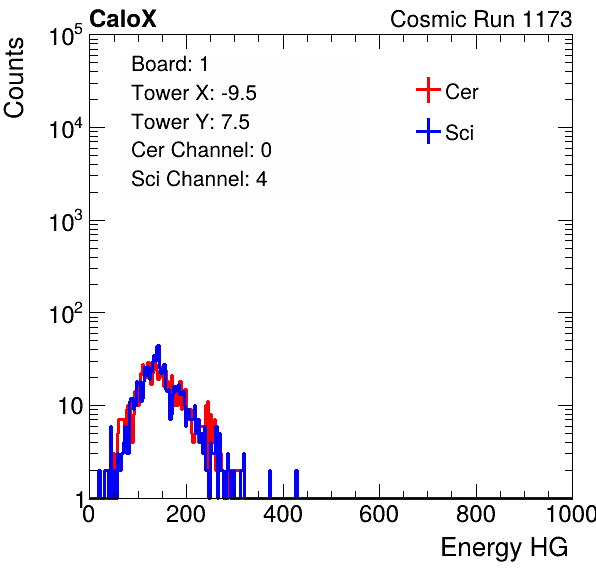 CaloX Cosmic Run 1173
Counts
Board: 1
Tower X: -9.5
Tower Y: 7.5
Cer Channel: 0
Sci Channel: 4
Cer
Sci
10^5
10^4
10^3
10^2
10
1
0 200 400 600 800 1000
Energy HG